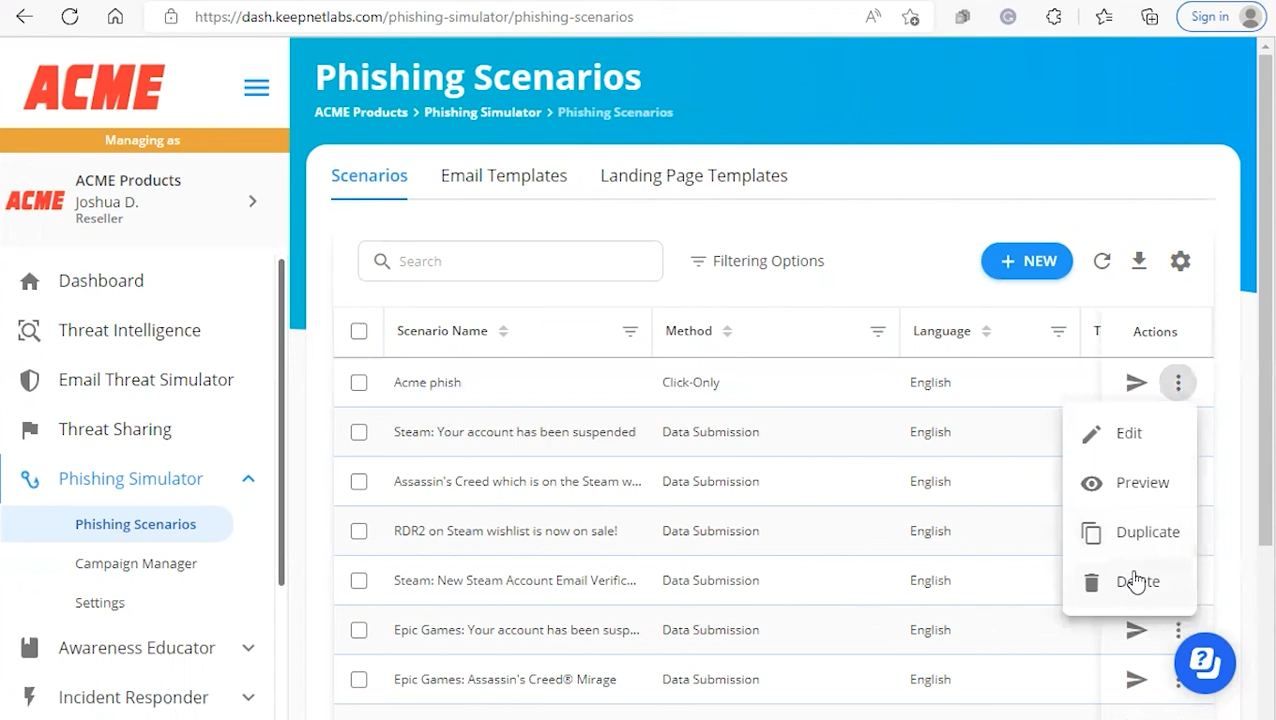 https://dash.keepnetlabs.com/phishing-simulator/phishing-scenarios
Sign in
ACME
Managing as
ACME
ACME Products
Joshua D.
Reseller
Dashboard
Threat Intelligence
Email Threat Simulator
Threat Sharing
Phishing Simulator
Phishing Scenarios
Campaign Manager
Settings
Awareness Educator
Incident Responder
Phishing Scenarios
ACME Products > Phishing Simulator > Phishing Scenarios
Scenarios Email Templates Landing Page Templates
Search Filtering Options + NEW
Scenario Name Method Language T Actions
Acme phish Click-Only English
Steam: Your account has been suspended Data Submission English
Assassin's Creed which is on the Steam w... Data Submission English
RDR2 on Steam wishlist is now on sale! Data Submission English
Steam: New Steam Account Email Verific... Data Submission English
Epic Games: Your account has been susp... Data Submission English
Epic Games: Assassin's Creed® Mirage Data Submission English
Edit
Preview
Duplicate
Delete